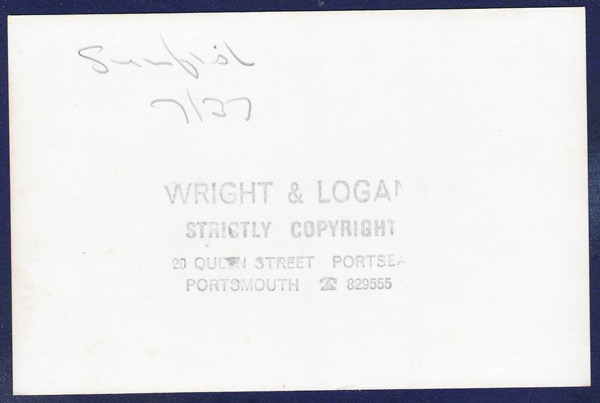 Sunfish
7/37
WRIGHT & LOGAN
STRICTLY COPYRIGHT
20 QUEEN STREET PORTSEA
PORTSMOUTH ☎ 829555